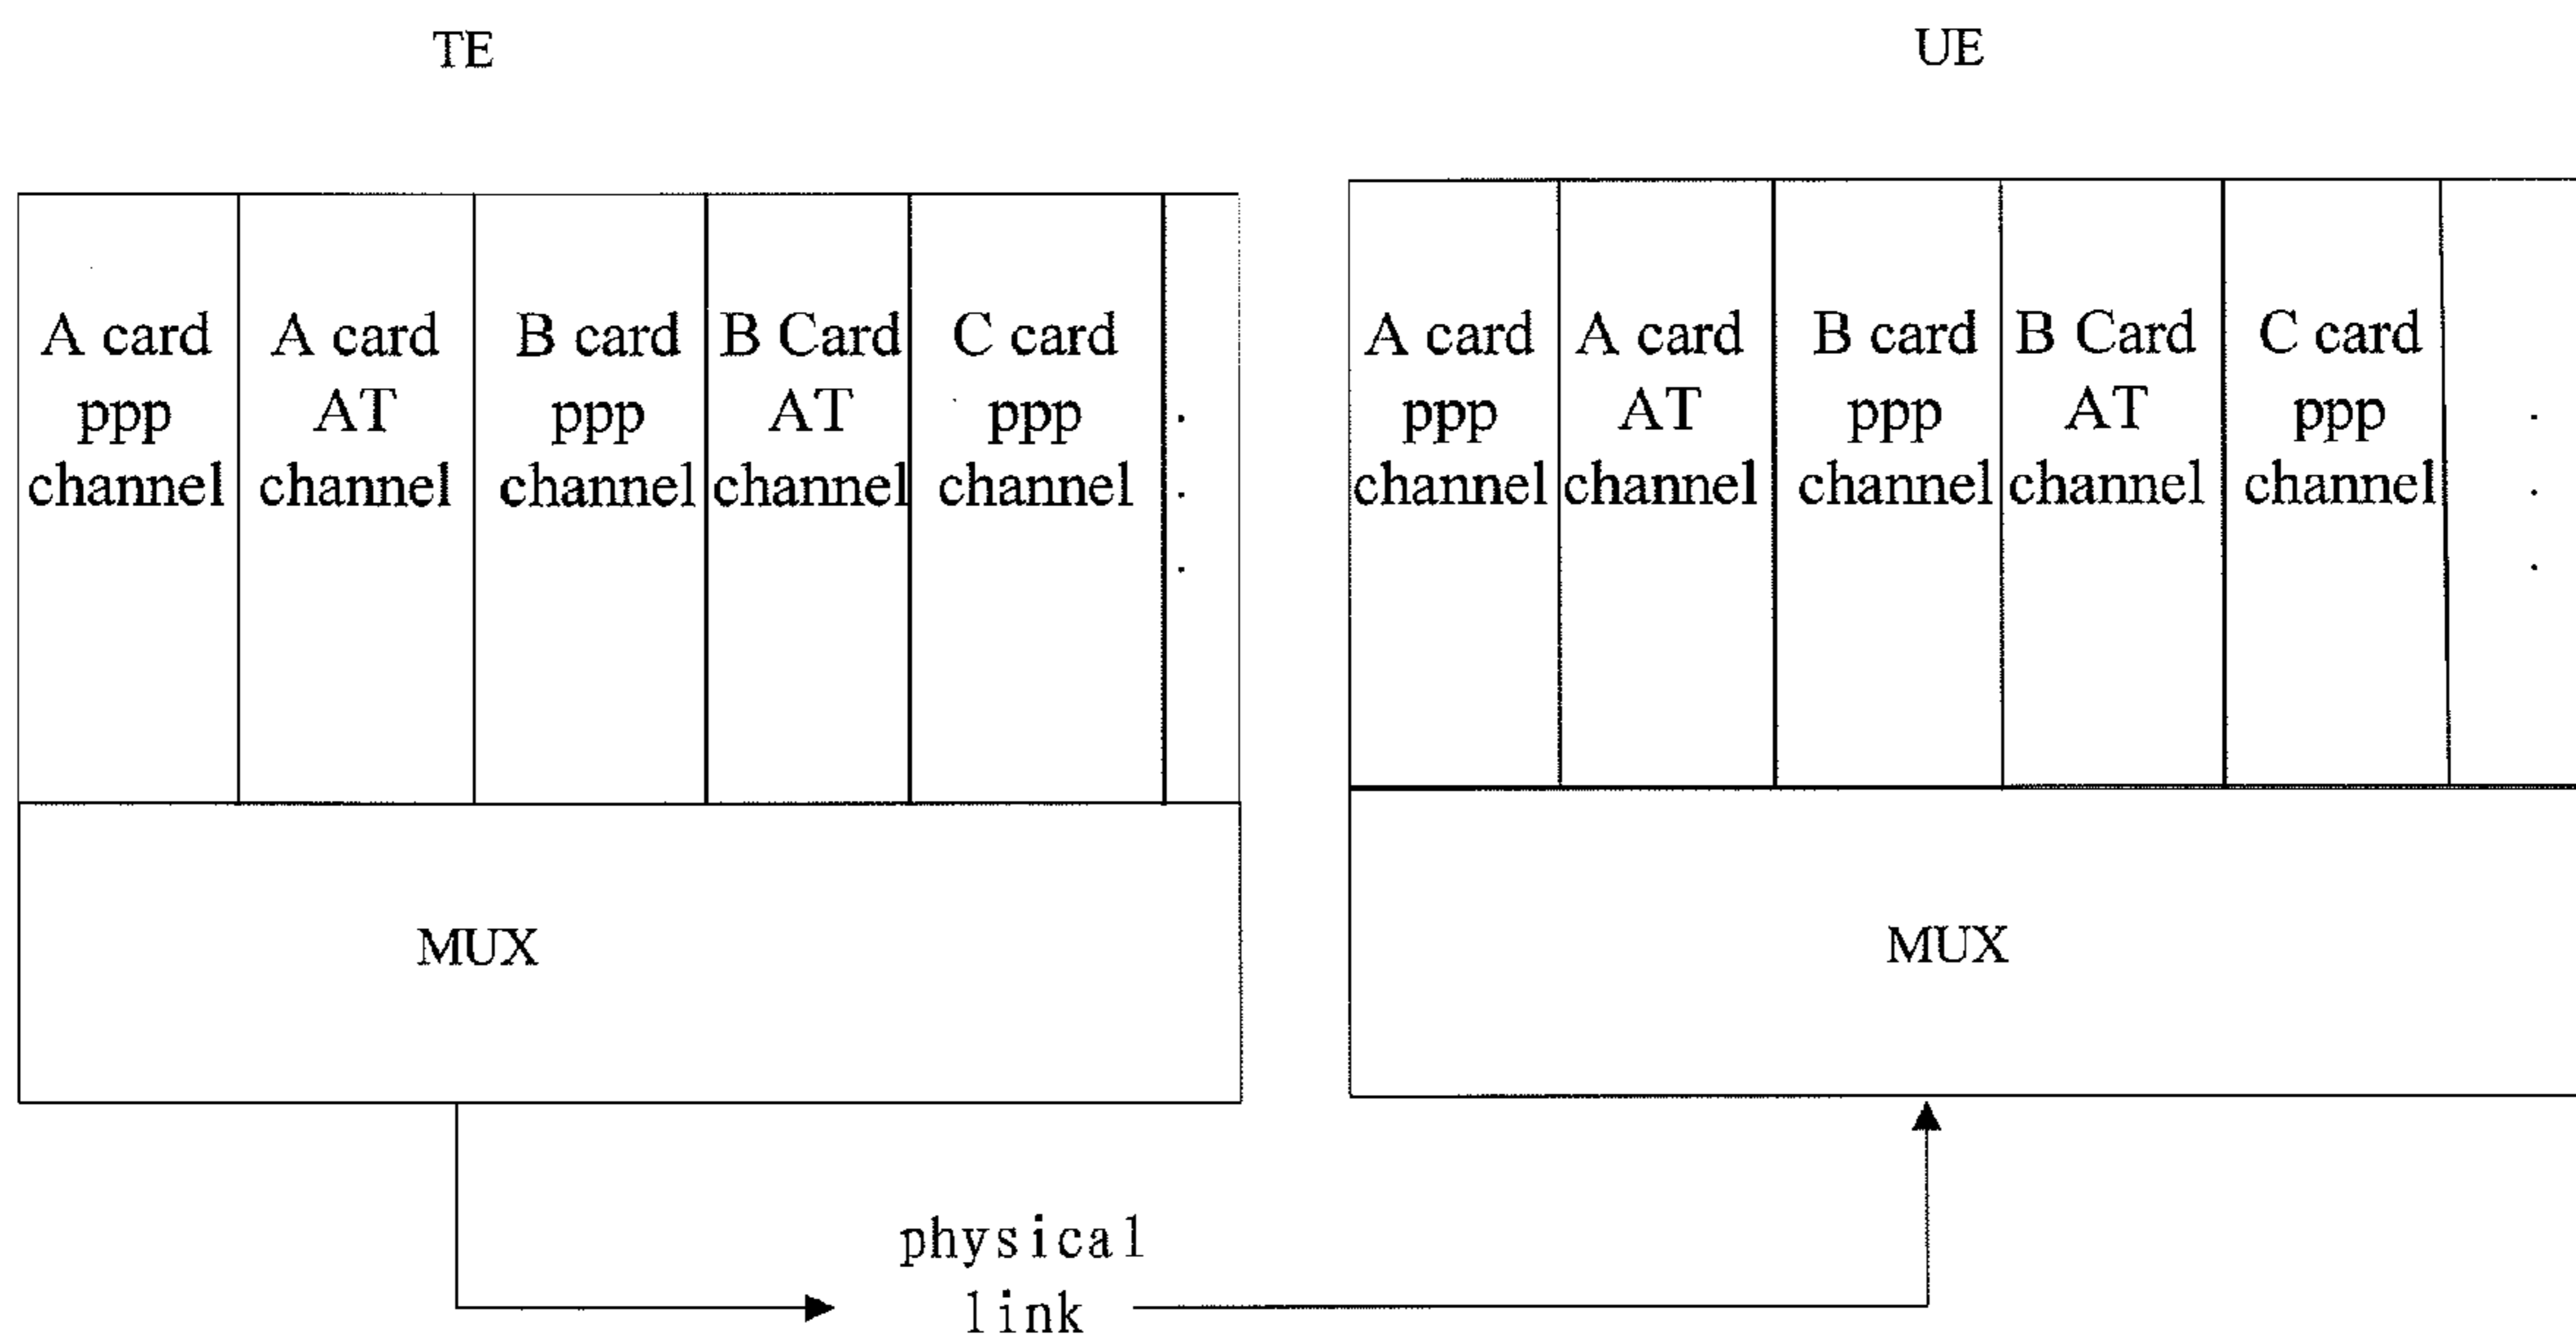 TE
UE
A card
ppp
channel
A card
AT
channel
B card
ppp
channel
B Card
AT
channel
C card
ppp
channel
.
.
.
A card
ppp
channel
A card
AT
channel
B card
ppp
channel
B Card
AT
channel
C card
ppp
channel
.
.
.
MUX
MUX
physical
link